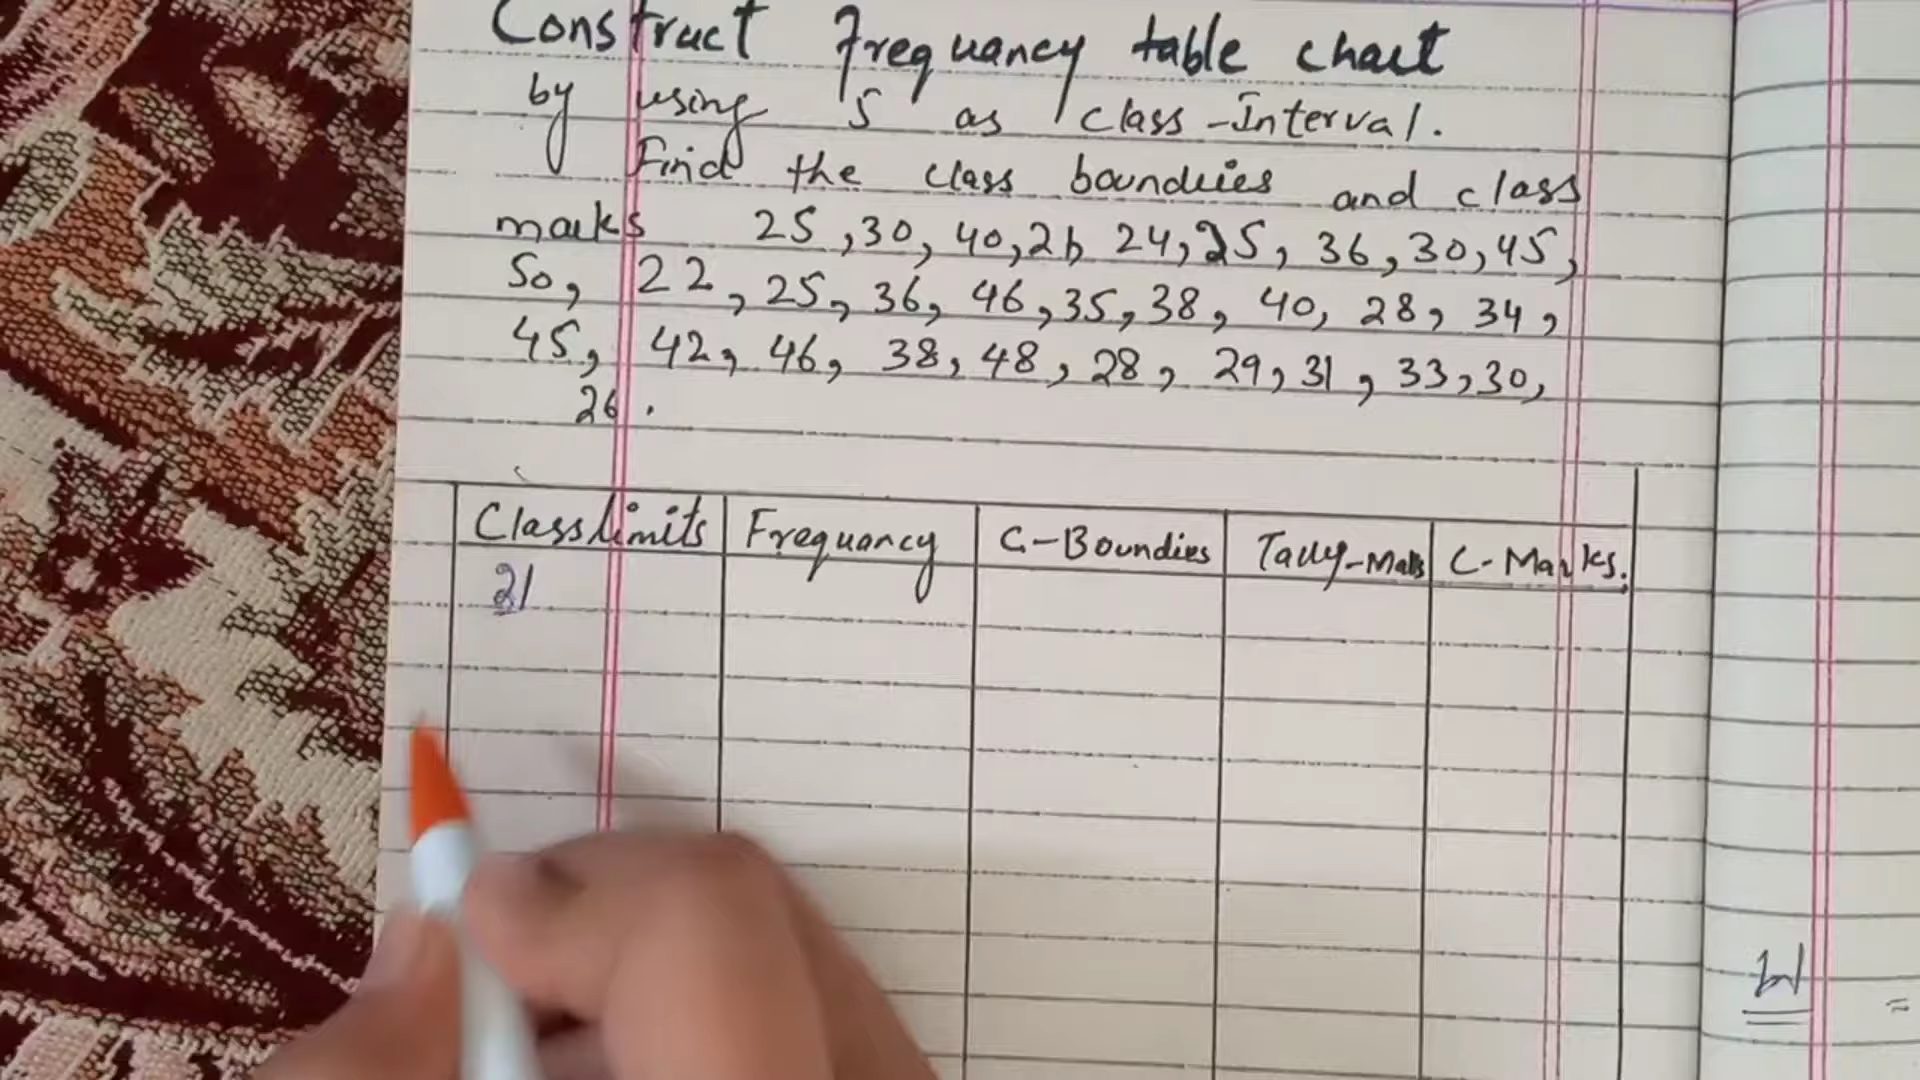 Construct Frequancy table chart
by using 5 as class-Interval.
Find the class boundries and class
marks 25, 30, 40, 26, 24, 25, 36, 30, 45,
50, 22, 25, 36, 46, 35, 38, 40, 28, 34,
45, 42, 46, 38, 48, 28, 29, 31, 33, 30,
26.
Class limits Frequancy C-Boundies Tally-Maks C-Marks.
21
=